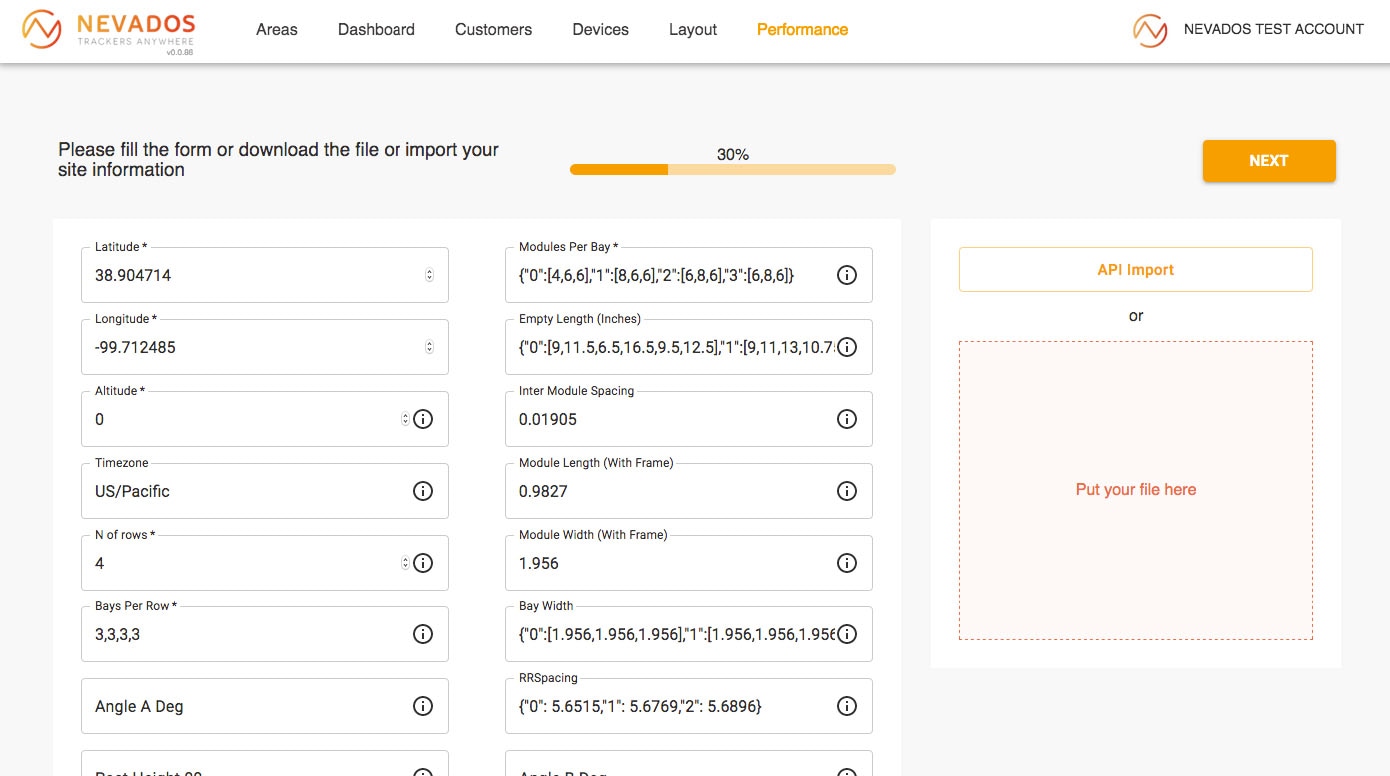 NEVADOS
TRACKERS ANYWHERE
v0.0.86
Areas
Dashboard
Customers
Devices
Layout
Performance
NEVADOS TEST ACCOUNT
Please fill the form or download the file or import your
site information
30%
NEXT
Latitude *
38.904714
Longitude *
-99.712485
Altitude *
0
Timezone
US/Pacific
N of rows *
4
Bays Per Row *
3,3,3,3
Angle A Deg
Modules Per Bay *
{"0":[4,6,6],"1":[8,6,6],"2":[6,8,6],"3":[6,8,6]}
Empty Length (Inches)
{"0":[9,11.5,6.5,16.5,9.5,12.5],"1":[9,11,13,10.7
Inter Module Spacing
0.01905
Module Length (With Frame)
0.9827
Module Width (With Frame)
1.956
Bay Width
{"0":[1.956,1.956,1.956],"1":[1.956,1.956,1.956
RRSpacing
{"0": 5.6515,"1": 5.6769,"2": 5.6896}
Angle B Deg
API Import
or
Put your file here